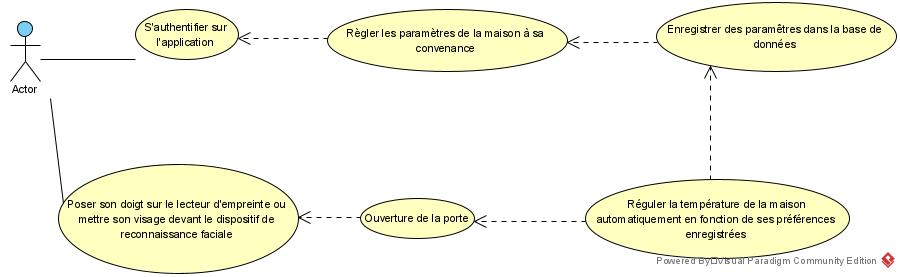 S'authentifier sur
l'application
Règler les paramètres de la maison à sa
convenance
Enregistrer des paramêtres dans la base de
données
Actor
Poser son doigt sur le lecteur d'empreinte ou
mettre son visage devant le dispositif de
reconnaissance faciale
Ouverture de la porte
Réguler la température de la maison
automatiquement en fonction de ses préférences
enregistrées
Powered By Visual Paradigm Community Edition